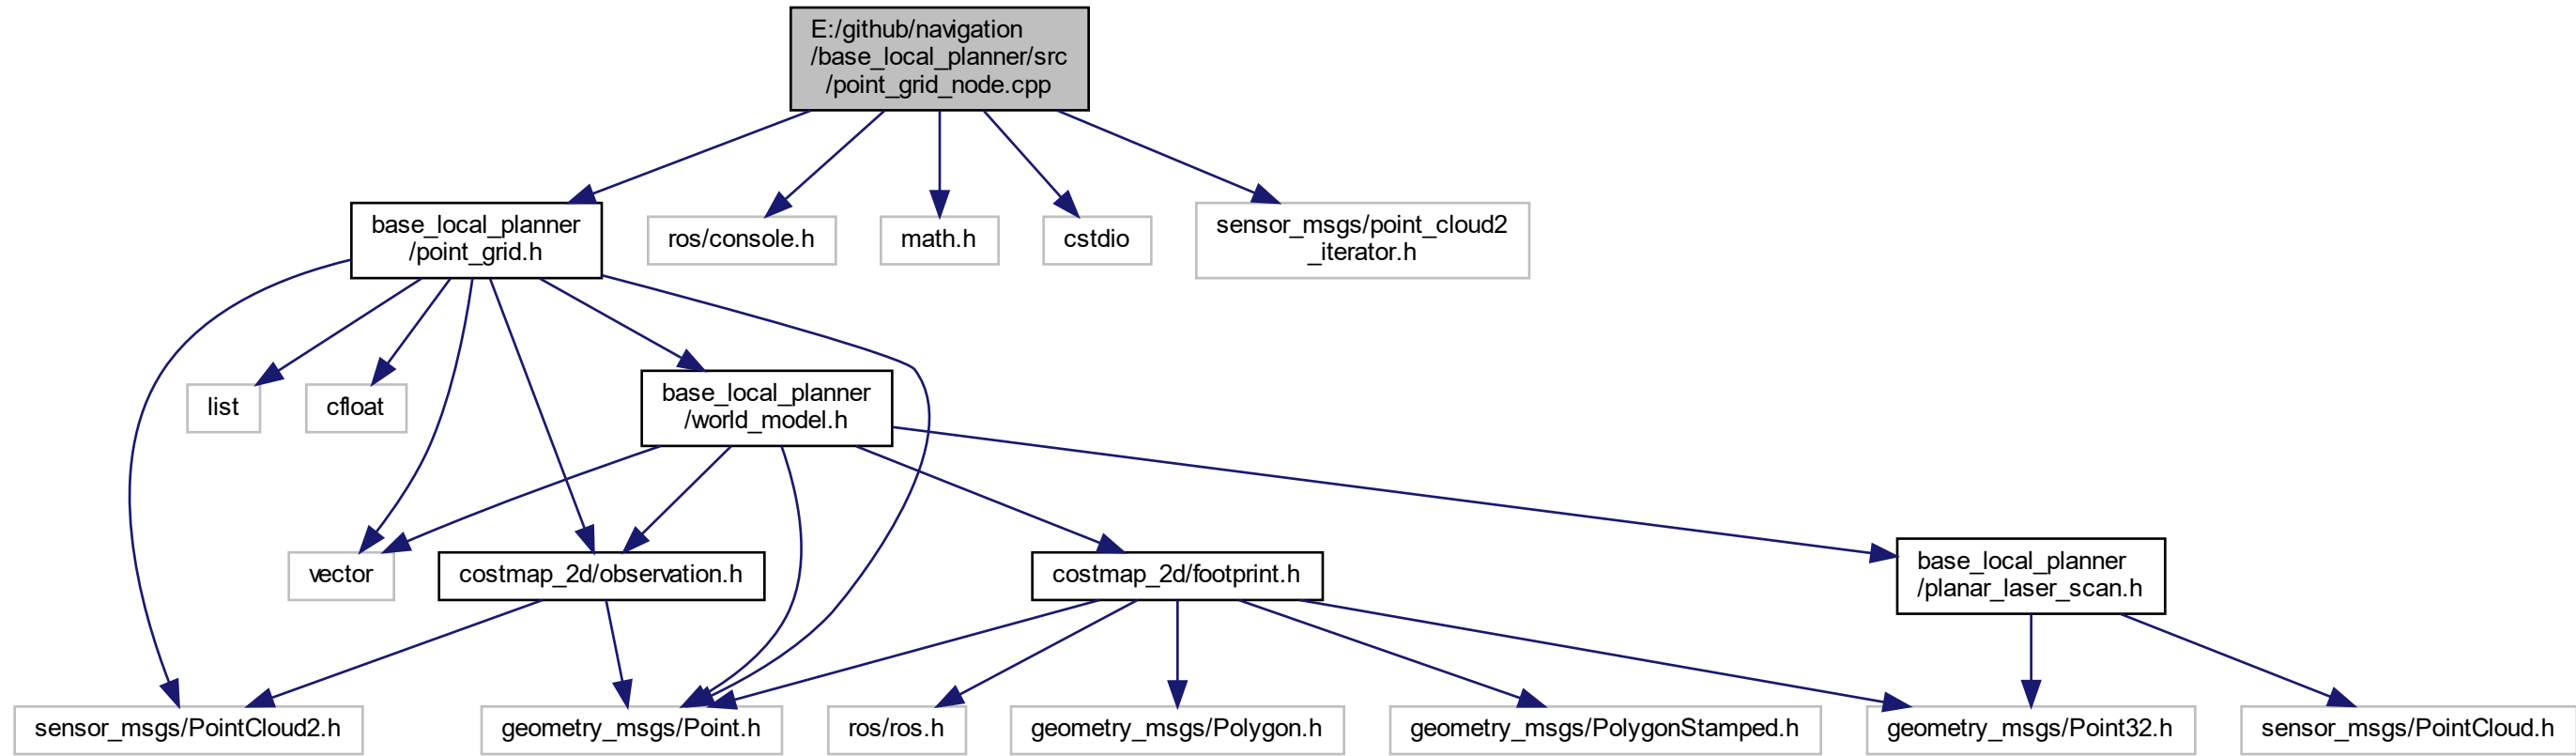 E:/github/navigation
/base_local_planner/src
/point_grid_node.cpp
base_local_planner
/point_grid.h
ros/console.h
math.h
cstdio
sensor_msgs/point_cloud2
_iterator.h
list
cfloat
base_local_planner
/world_model.h
vector
costmap_2d/observation.h
costmap_2d/footprint.h
base_local_planner
/planar_laser_scan.h
sensor_msgs/PointCloud2.h
geometry_msgs/Point.h
ros/ros.h
geometry_msgs/Polygon.h
geometry_msgs/PolygonStamped.h
geometry_msgs/Point32.h
sensor_msgs/PointCloud.h